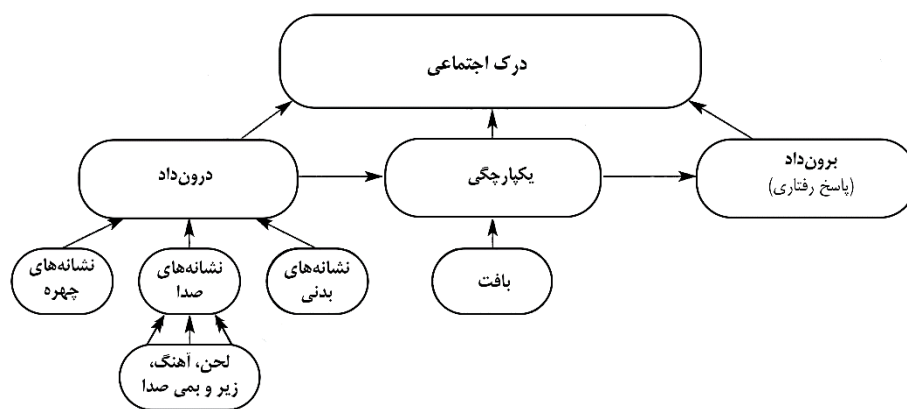 درک اجتماعی
درون‌داد
یکپارچگی
برون‌داد
(پاسخ رفتاری)
نشانه‌های
چهره
نشانه‌های
صدا
نشانه‌های
بدنی
بافت
لحن، آهنگ،
زیر و بمی صدا